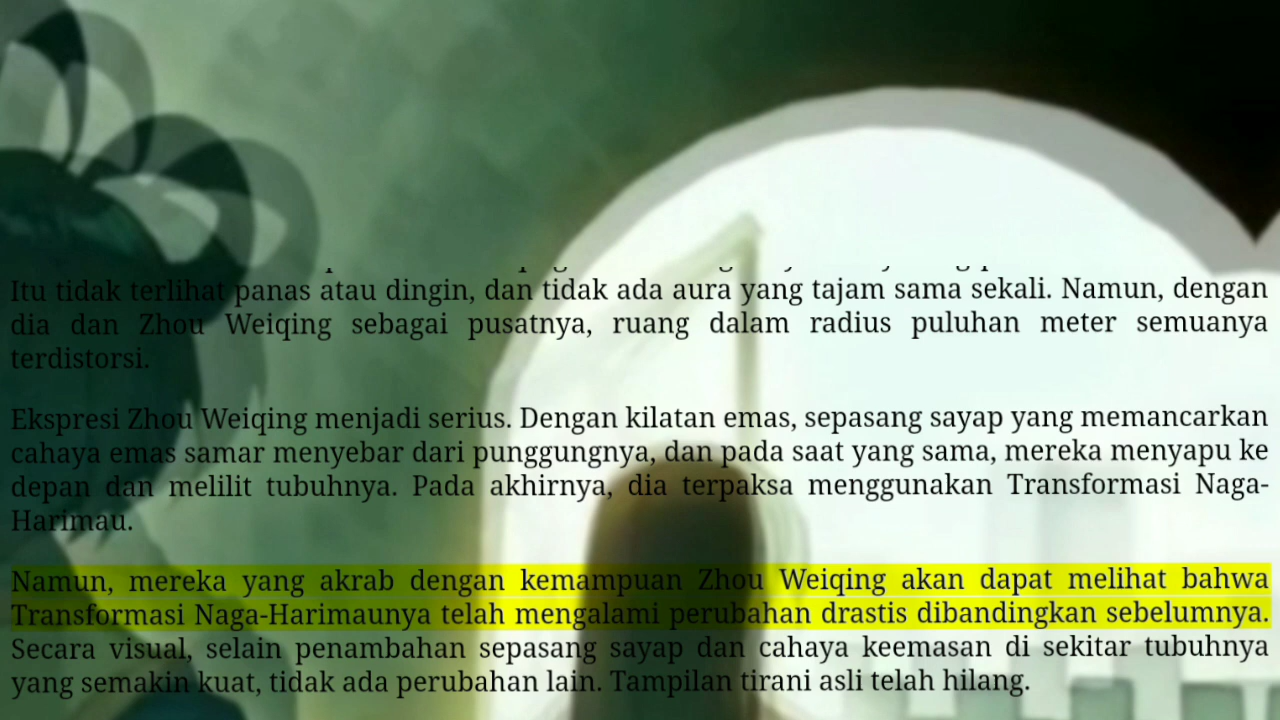 Itu tidak terlihat panas atau dingin, dan tidak ada aura yang tajam sama sekali. Namun, dengan
dia dan Zhou Weiqing sebagai pusatnya, ruang dalam radius puluhan meter semuanya
terdistorsi.
Ekspresi Zhou Weiqing menjadi serius. Dengan kilatan emas, sepasang sayap yang memancarkan
cahaya emas samar menyebar dari punggungnya, dan pada saat yang sama, mereka menyapu ke
depan dan melilit tubuhnya. Pada akhirnya, dia terpaksa menggunakan Transformasi Naga-
Harimau.
Namun, mereka yang akrab dengan kemampuan Zhou Weiqing akan dapat melihat bahwa
Transformasi Naga-Harimaunya telah mengalami perubahan drastis dibandingkan sebelumnya.
Secara visual, selain penambahan sepasang sayap dan cahaya keemasan di sekitar tubuhnya
yang semakin kuat, tidak ada perubahan lain. Tampilan tirani asli telah hilang.